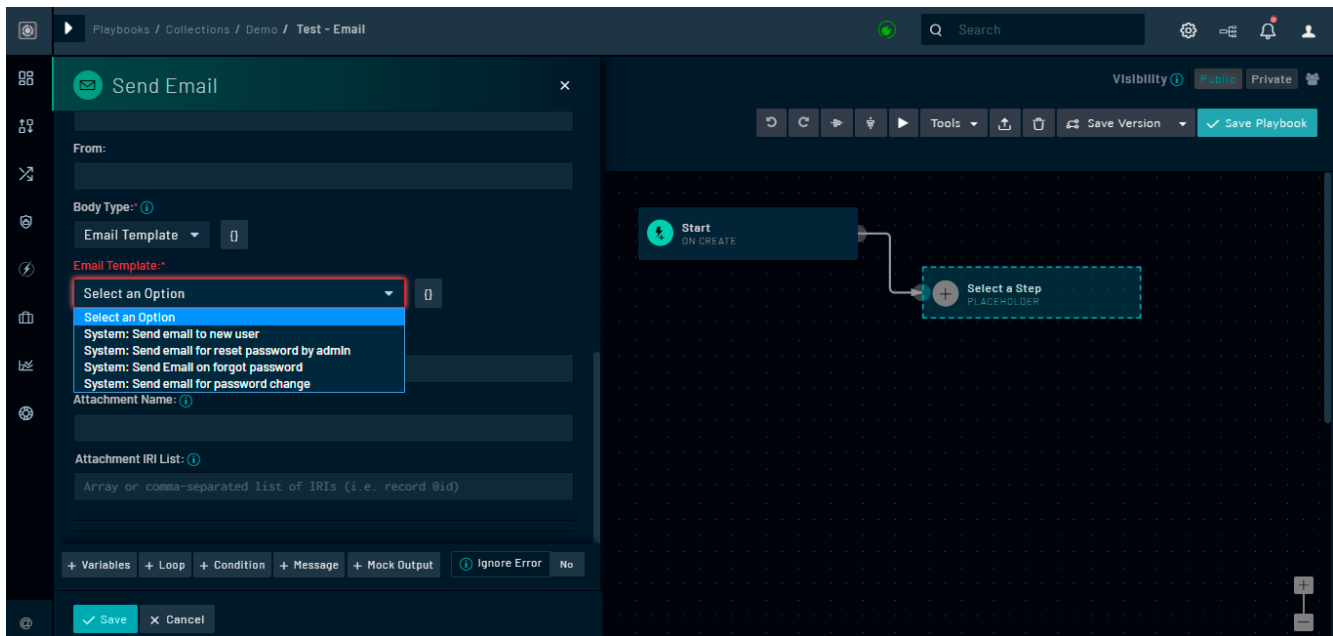 Playbooks / Collections / Demo / Test - Email
Search
Send Email
×
Visibility
Public
Private
Tools
Save Version
Save Playbook
From:
Body Type:*
Email Template
{}
Email Template:*
Select an Option
{}
Select an Option
System: Send email to new user
System: Send email for reset password by admin
System: Send Email on forgot password
System: Send email for password change
Attachment Name:
Attachment IRI List:
Array or comma-separated list of IRIs (i.e. record @id)
+ Variables
+ Loop
+ Condition
+ Message
+ Mock Output
Ignore Error
No
Save
× Cancel
@
Start
ON CREATE
Select a Step
PLACEHOLDER